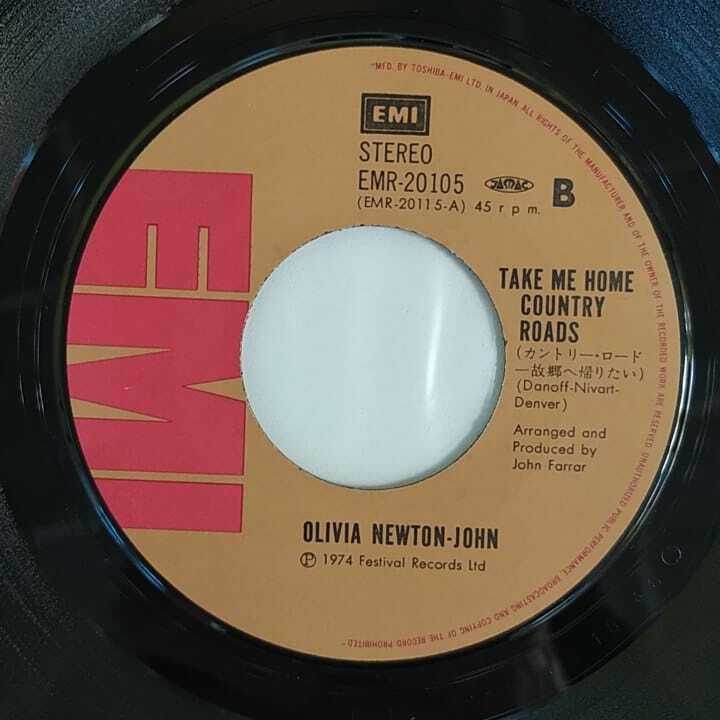 "MFD. BY TOSHIBA-EMI LTD. IN JAPAN ALL RIGHTS OF THE MANUFACTURER AND OF THE OWNER OF THE RECORDED WORK ARE RESERVED UNAUTHORISED PUBLIC PERFORMANCE BROADCASTING AND COPYING OF THE RECORD PROHIBITED"
EMI
STEREO
EMR-20105 JASRAC B
(EMR-20115-A) 45 r p m.
EMI
TAKE ME HOME
COUNTRY
ROADS
(カントリー・ロード
—故郷へ帰りたい)
(Danoff-Nivart-
Denver)
Arranged and
Produced by
John Farrar
OLIVIA NEWTON-JOHN
Ⓟ 1974 Festival Records Ltd